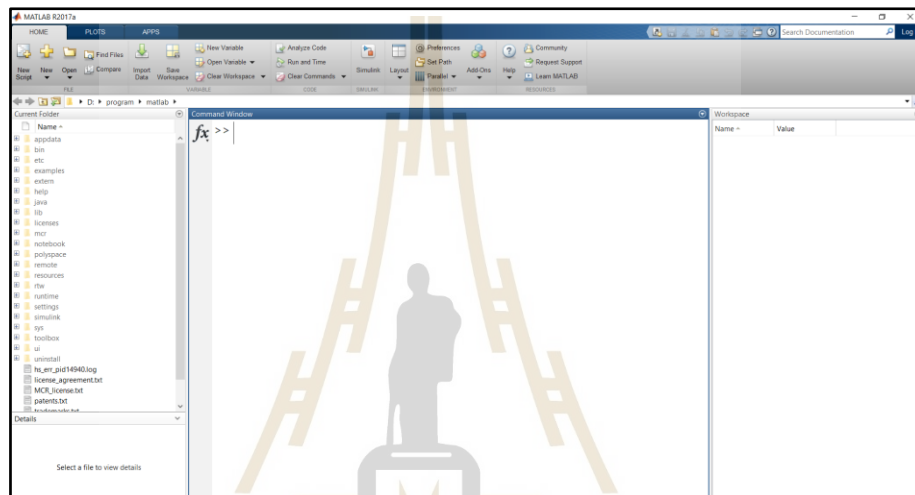 MATLAB R2017a
HOME PLOTS APPS
Search Documentation
Log
New Script
New
Open
Find Files
Compare
Import Data
Save Workspace
New Variable
Open Variable
Clear Workspace
Analyze Code
Run and Time
Clear Commands
Simulink
Layout
Preferences
Set Path
Parallel
Add-Ons
Help
Community
Request Support
Learn MATLAB
FILE VARIABLE CODE SIMULINK ENVIRONMENT RESOURCES
D: program matlab
Current Folder
Name
appdata
bin
etc
examples
extern
help
java
lib
licenses
mcr
notebook
polyspace
remote
resources
rtw
runtime
settings
simulink
sys
toolbox
ui
uninstall
hs_err_pid14940.log
license_agreement.txt
MCR_license.txt
patents.txt
trademarks.txt
Details
Select a file to view details
Command Window
fx >>
Workspace
Name Value